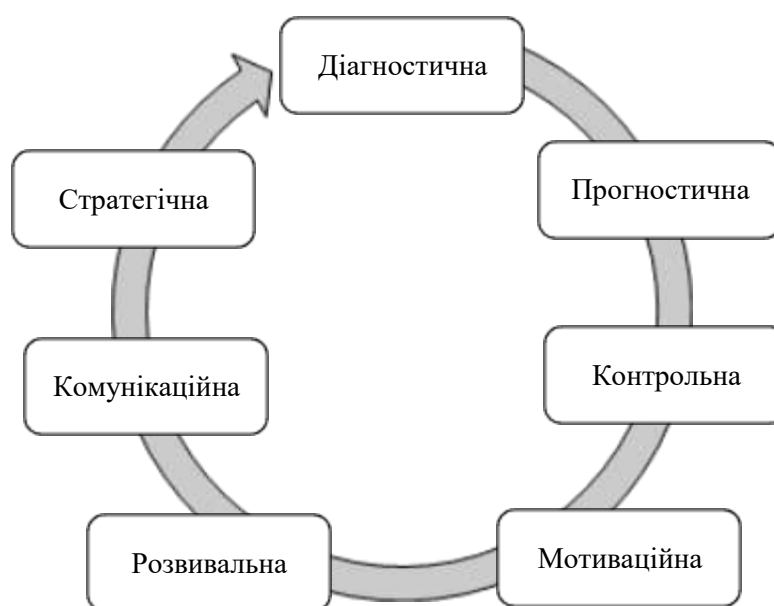 Діагностична
Прогностична
Контрольна
Мотиваційна
Розвивальна
Комунікаційна
Стратегічна